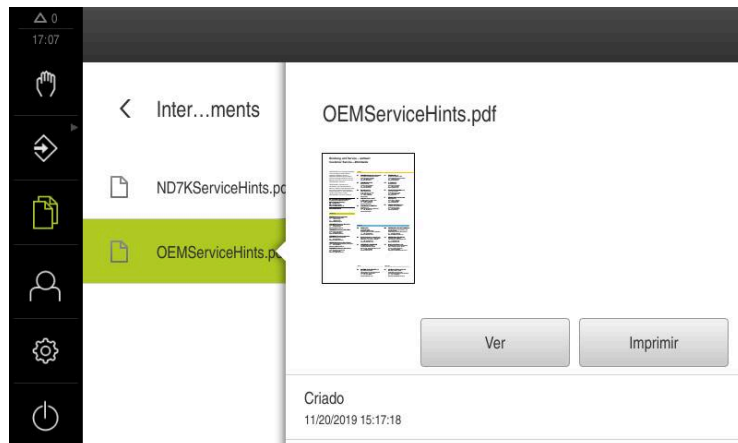 0
17:07
Inter...ments
ND7KServiceHints.pd
OEMServiceHints.p
OEMServiceHints.pdf
Ver
Imprimir
Criado
11/20/2019 15:17:18